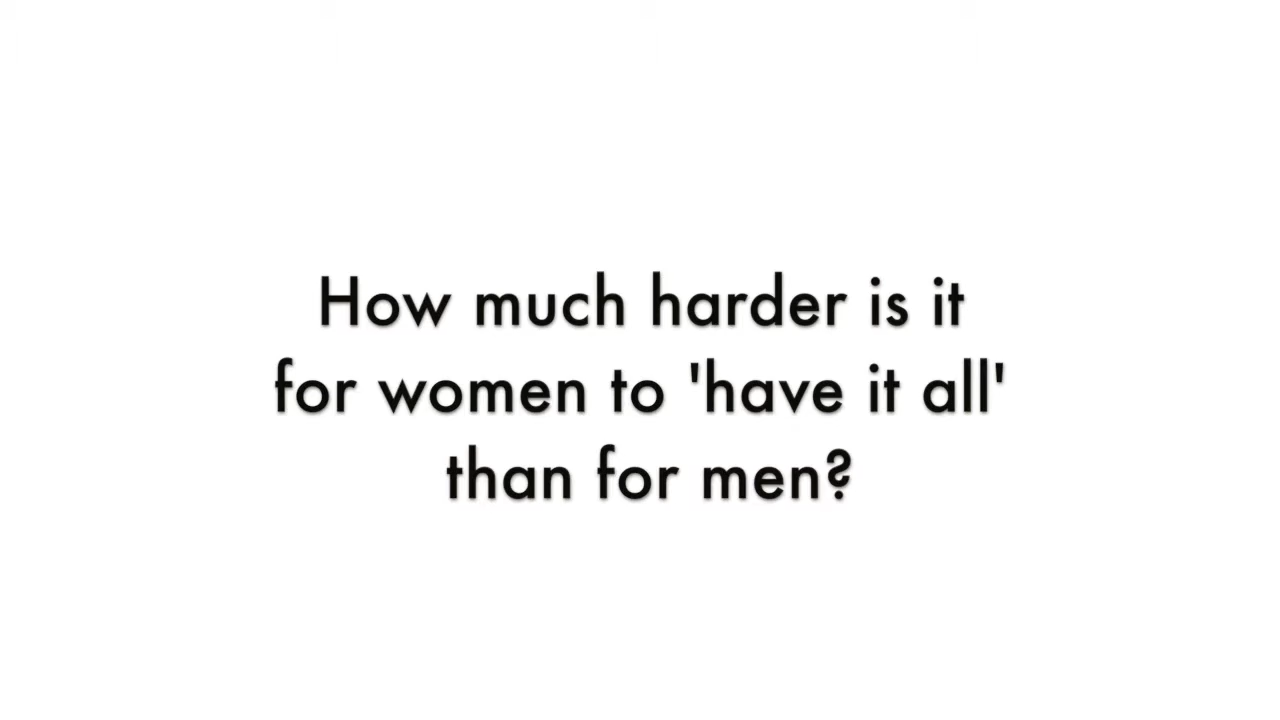 How much harder is it
for women to 'have it all'
than for men?